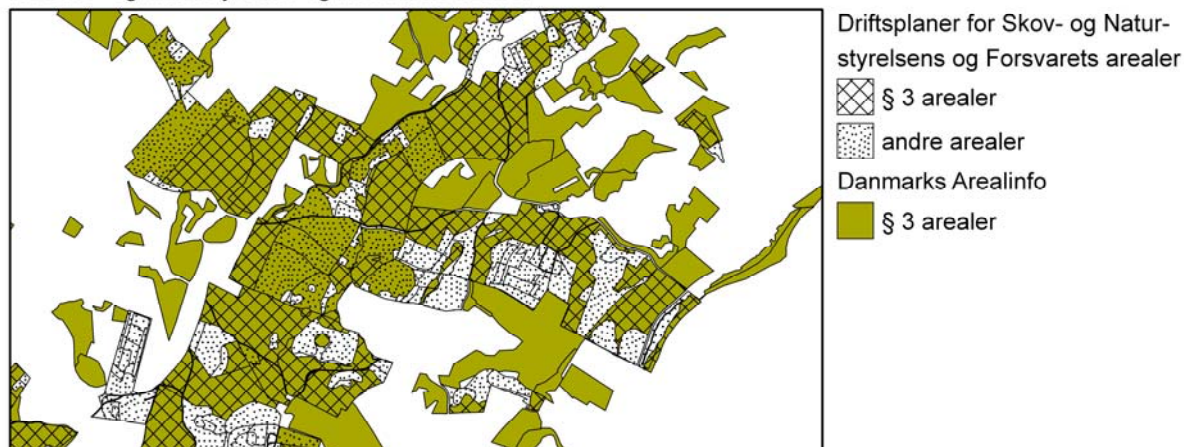 Driftsplaner for Skov- og Natur-
styrelsens og Forsvarets arealer
§ 3 arealer
andre arealer
Danmarks Arealinfo
§ 3 arealer